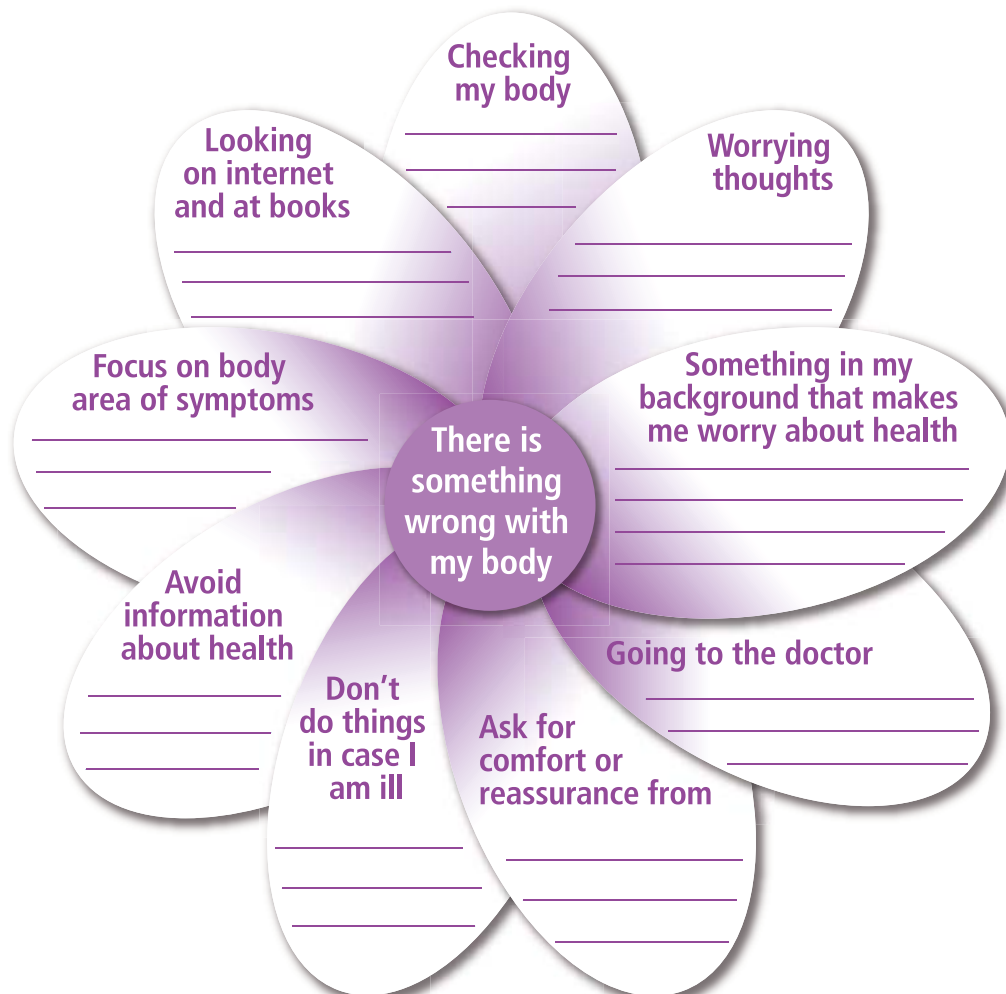 Checking
my body
Worrying
thoughts
Something in my
background that makes
me worry about health
Going to the doctor
Ask for
comfort or
reassurance from
Don't
do things
in case I
am ill
Avoid
information
about health
Focus on body
area of symptoms
Looking
on internet
and at books
There is
something
wrong with
my body